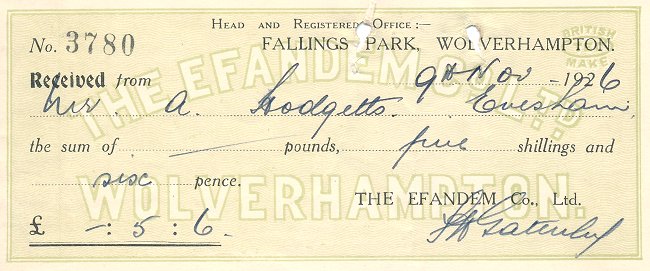 Head and Registered Office :—
No. 3780 FALLINGS PARK, WOLVERHAMPTON.
BRITISH MAKE
Received from 9th Nov – 1926
Mr. A. Hodgetts. Evesham,
THE EFANDEM CO. LTD.
the sum of — pounds, five shillings and
six pence.
WOLVERHAMPTON.
THE EFANDEM Co., Ltd.
£ – : 5 : 6.